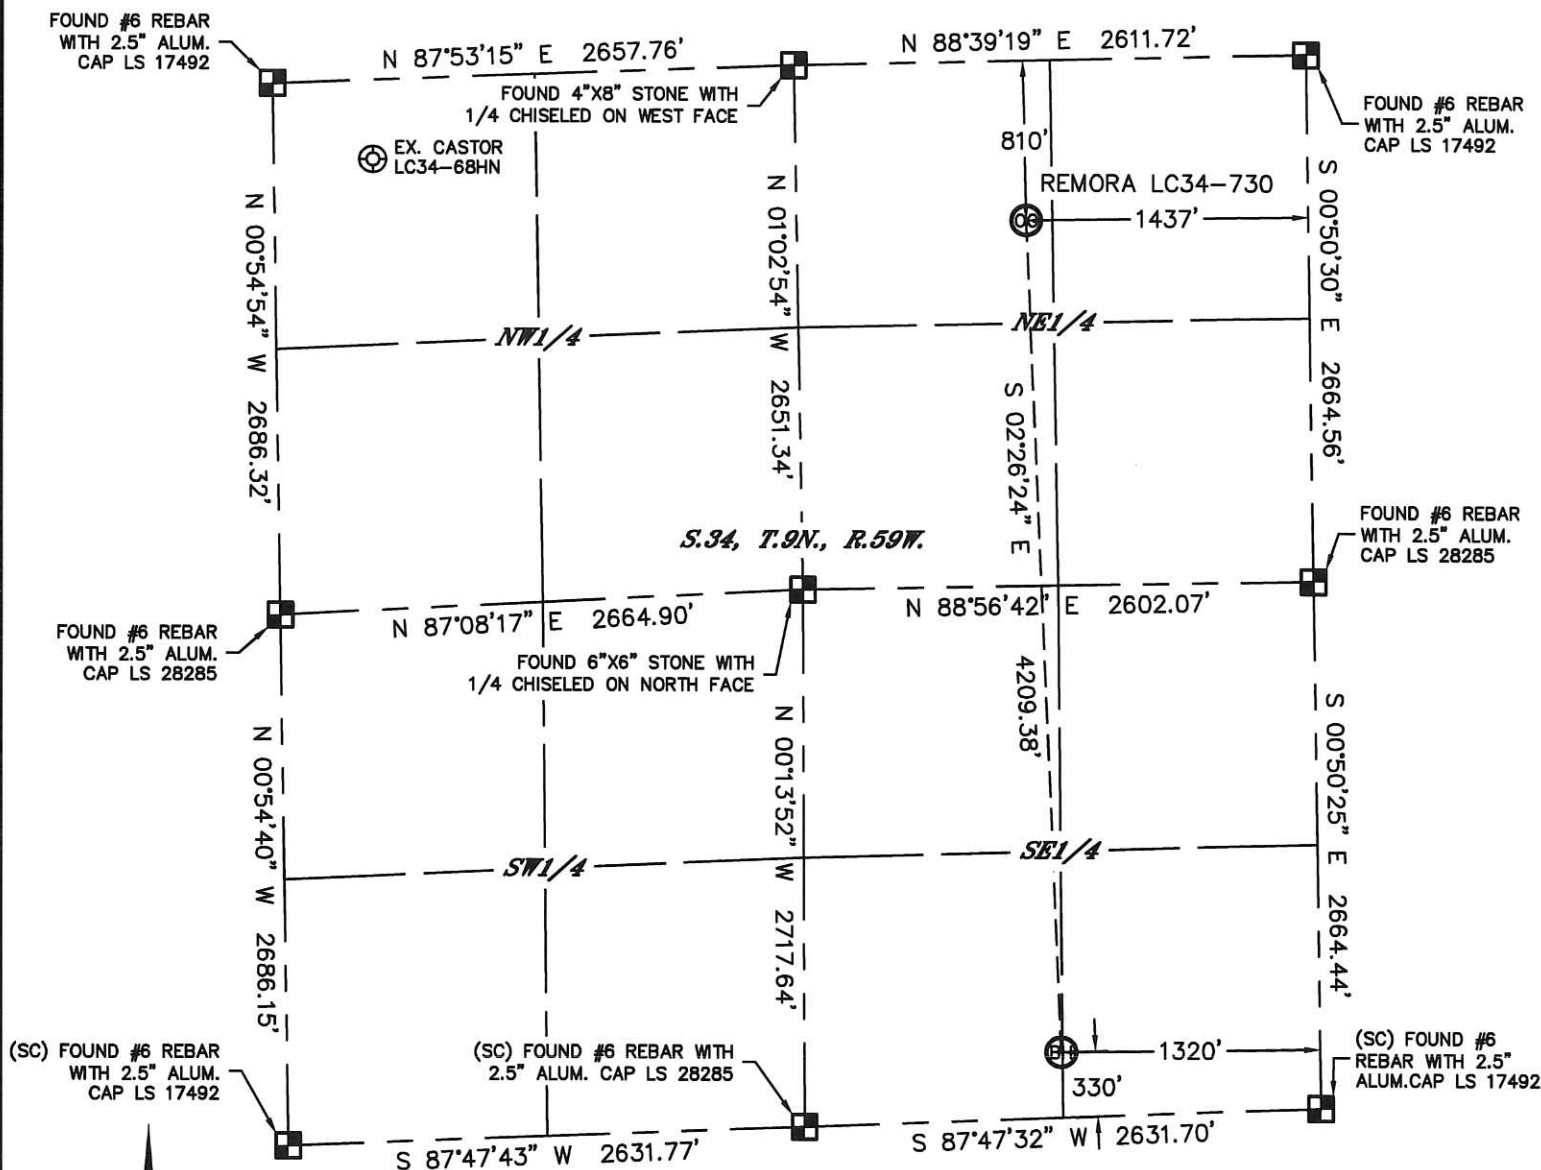 FOUND #6 REBAR
WITH 2.5" ALUM.
CAP LS 17492
N 87°53'15" E 2657.76'
N 88°39'19" E 2611.72'
FOUND 4"X8" STONE WITH
1/4 CHISELED ON WEST FACE
FOUND #6 REBAR
WITH 2.5" ALUM.
CAP LS 17492
EX. CASTOR
LC34-68HN
810'
REMORA LC34-730
1437'
N 00°54'54" W 2686.32'
N 01°02'54" W 2651.34'
S 00°50'30" E 2664.56'
NW1/4
NE1/4
S 02°26'24" E 4209.38'
S.34, T.9N., R.59W.
FOUND #6 REBAR
WITH 2.5" ALUM.
CAP LS 28285
N 87°08'17" E 2664.90'
N 88°56'42" E 2602.07'
FOUND #6 REBAR
WITH 2.5" ALUM.
CAP LS 28285
FOUND 6"X6" STONE WITH
1/4 CHISELED ON NORTH FACE
N 00°54'40" W 2686.15'
N 00°13'52" W 2717.64'
S 00°50'25" E 2664.44'
SW1/4
SE1/4
(SC) FOUND #6 REBAR
WITH 2.5" ALUM.
CAP LS 17492
(SC) FOUND #6 REBAR WITH
2.5" ALUM. CAP LS 28285
BH
1320'
330'
(SC) FOUND #6
REBAR WITH 2.5"
ALUM.CAP LS 17492
S 87°47'43" W 2631.77'
S 87°47'32" W 2631.70'